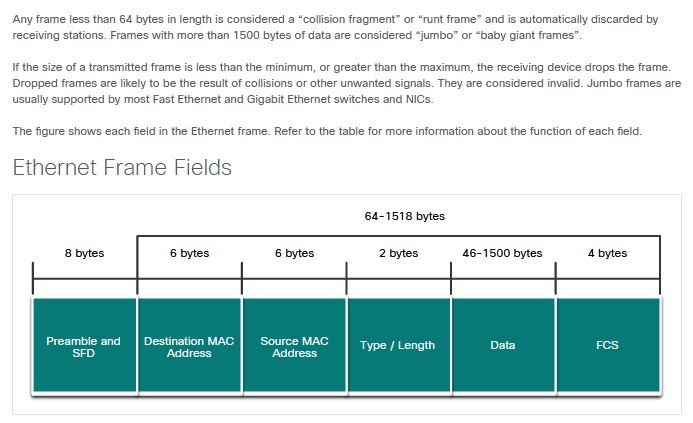 Any frame less than 64 bytes in length is considered a “collision fragment” or “runt frame” and is automatically discarded by
receiving stations. Frames with more than 1500 bytes of data are considered “jumbo” or “baby giant frames”.
If the size of a transmitted frame is less than the minimum, or greater than the maximum, the receiving device drops the frame.
Dropped frames are likely to be the result of collisions or other unwanted signals. They are considered invalid. Jumbo frames are
usually supported by most Fast Ethernet and Gigabit Ethernet switches and NICs.
The figure shows each field in the Ethernet frame. Refer to the table for more information about the function of each field.
Ethernet Frame Fields
64-1518 bytes
8 bytes 6 bytes 6 bytes 2 bytes 46-1500 bytes 4 bytes
Preamble and SFD
Destination MAC Address
Source MAC Address
Type / Length
Data
FCS